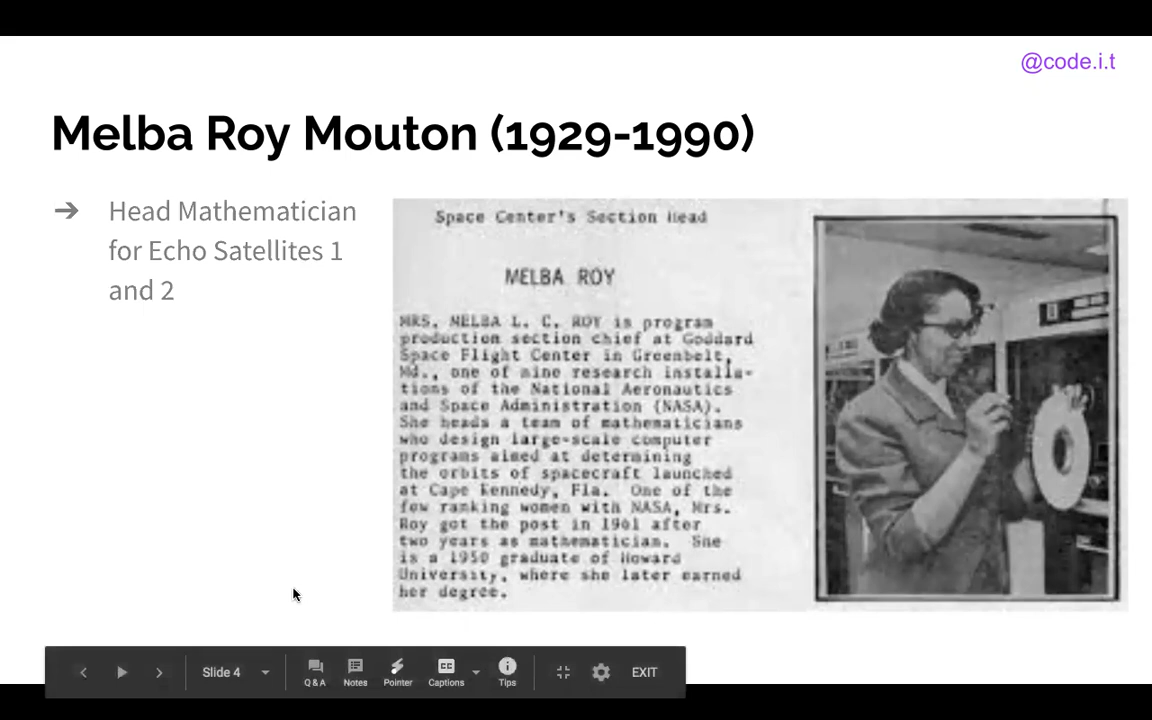 @code.i.t
Melba Roy Mouton (1929-1990)
➔ Head Mathematician
for Echo Satellites 1
and 2
Space Center's Section Head
MELBA ROY
MRS. MELBA L. C. ROY is program
production section chief at Goddard
Space Flight Center in Greenbelt,
Md., one of nine research installa-
tions of the National Aeronautics
and Space Administration (NASA).
She heads a team of mathematicians
who design large-scale computer
programs aimed at determining
the orbits of spacecraft launched
at Cape Kennedy, Fla. One of the
few ranking women with NASA, Mrs.
Roy got the post in 1961 after
two years as mathematician. She
is a 1950 graduate of Howard
University, where she later earned
her degree.
Slide 4
Q&A
Notes
Pointer
CC
Captions
Tips
EXIT